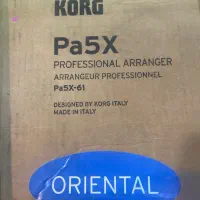 KORG
Pa5X
PROFESSIONAL ARRANGER
ARRANGEUR PROFESSIONNEL
Pa5X-61
DESIGNED BY KORG ITALY
MADE IN ITALY
ORIENTAL